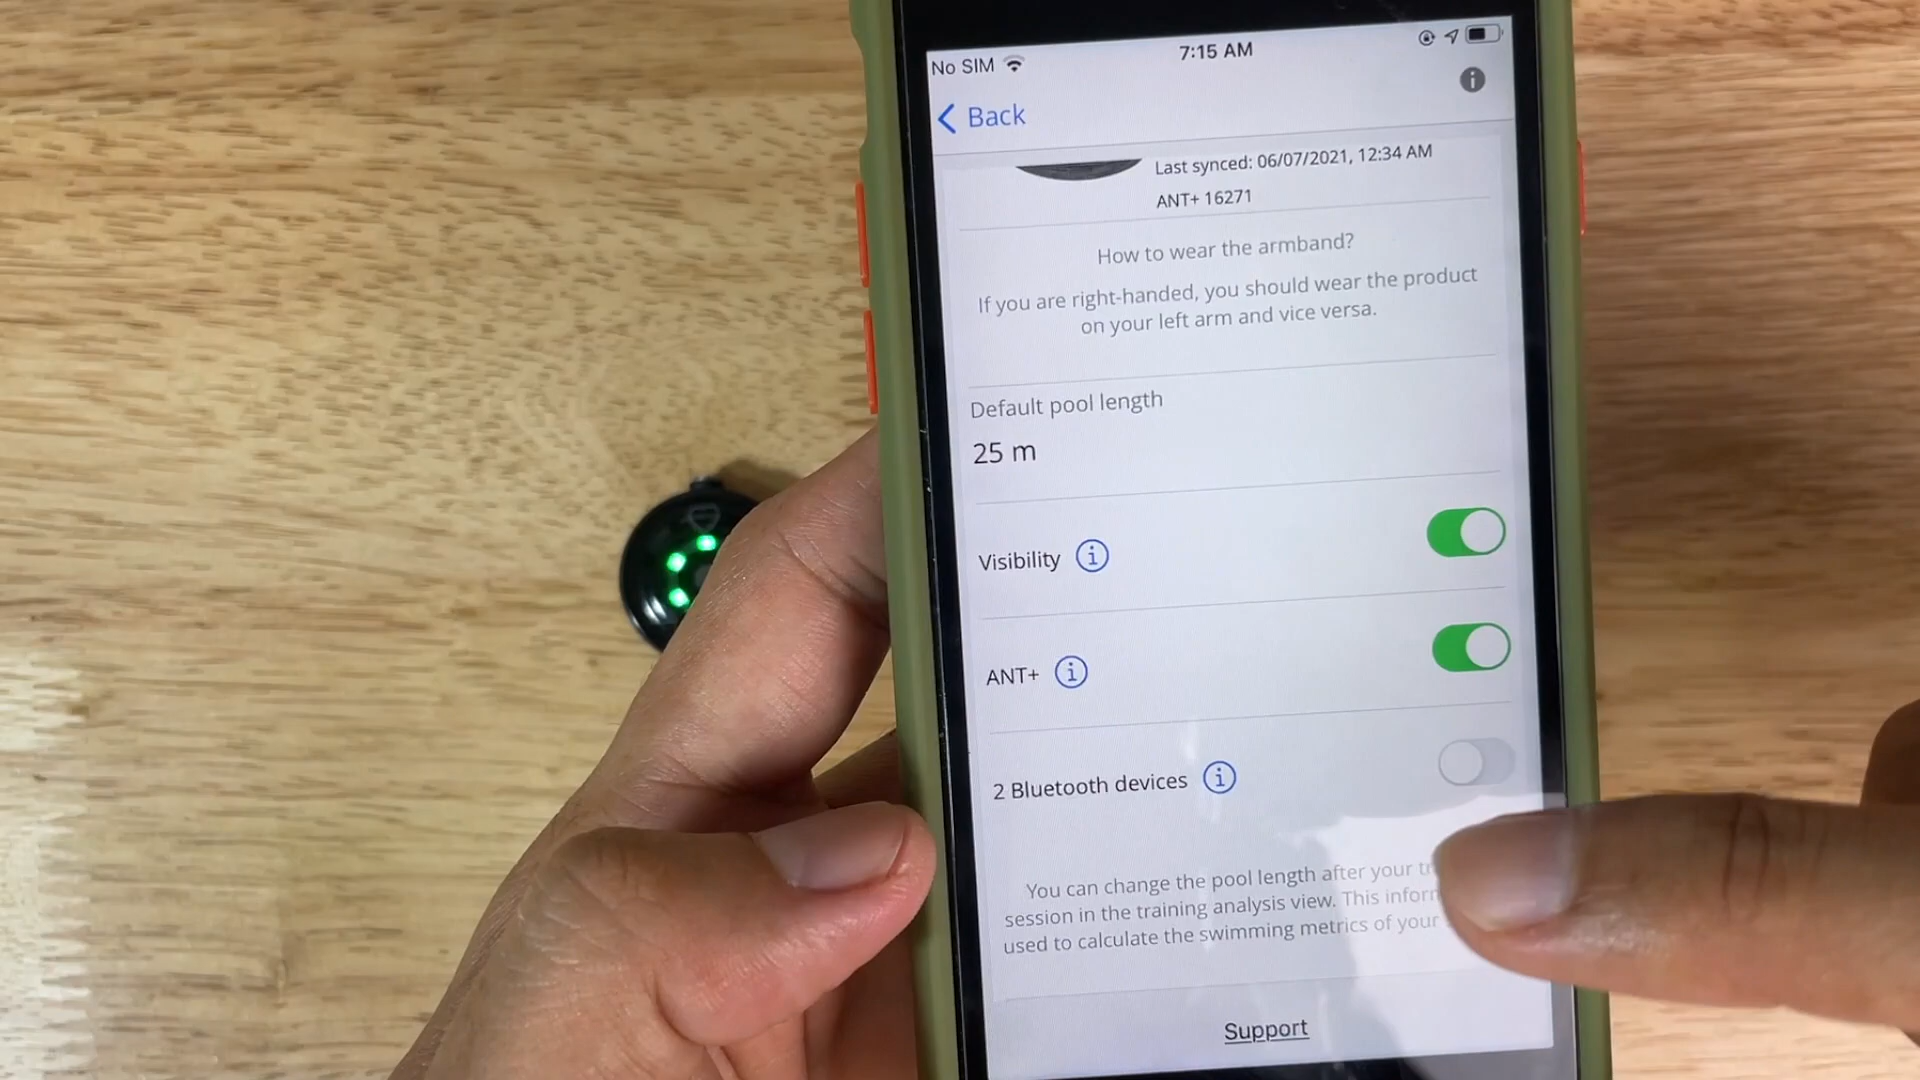 No SIM
7:15 AM
Back
Last synced: 06/07/2021, 12:34 AM
ANT+ 16271
How to wear the armband?
If you are right-handed, you should wear the product
on your left arm and vice versa.
Default pool length
25 m
Visibility
ANT+
2 Bluetooth devices
You can change the pool length after your
session in the training analysis view. This
used to calculate the swimming metrics of your
Support